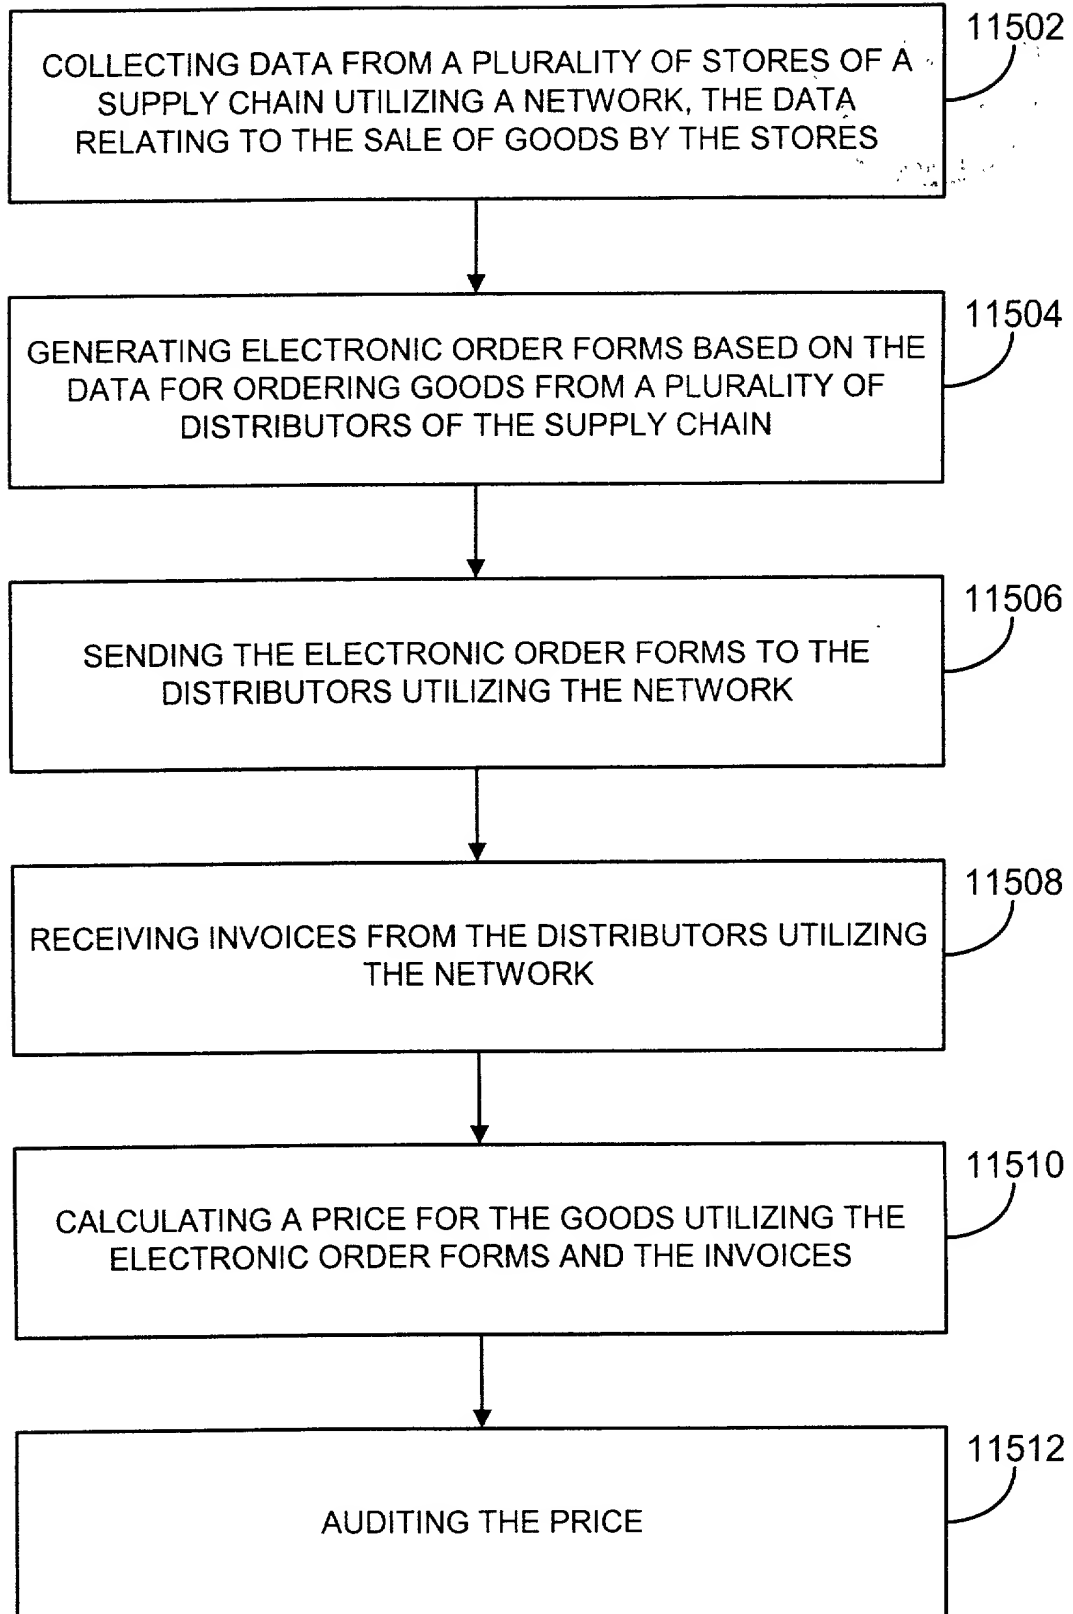 11502
COLLECTING DATA FROM A PLURALITY OF STORES OF A
SUPPLY CHAIN UTILIZING A NETWORK, THE DATA
RELATING TO THE SALE OF GOODS BY THE STORES
11504
GENERATING ELECTRONIC ORDER FORMS BASED ON THE
DATA FOR ORDERING GOODS FROM A PLURALITY OF
DISTRIBUTORS OF THE SUPPLY CHAIN
11506
SENDING THE ELECTRONIC ORDER FORMS TO THE
DISTRIBUTORS UTILIZING THE NETWORK
11508
RECEIVING INVOICES FROM THE DISTRIBUTORS UTILIZING
THE NETWORK
11510
CALCULATING A PRICE FOR THE GOODS UTILIZING THE
ELECTRONIC ORDER FORMS AND THE INVOICES
11512
AUDITING THE PRICE